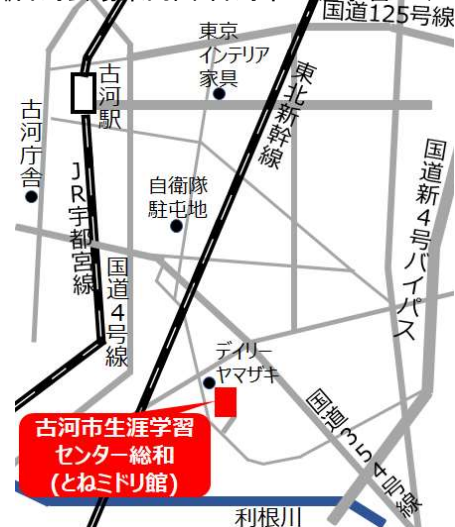 国道125号線
東京
インテリア
家具
古河駅
東北新幹線
古河庁舎
国道新4号バイパス
自衛隊
駐屯地
JR宇都宮線
国道4号線
デイリー
ヤマザキ
国道354号線
古河市生涯学習
センター総和
(とねミドリ館)
利根川